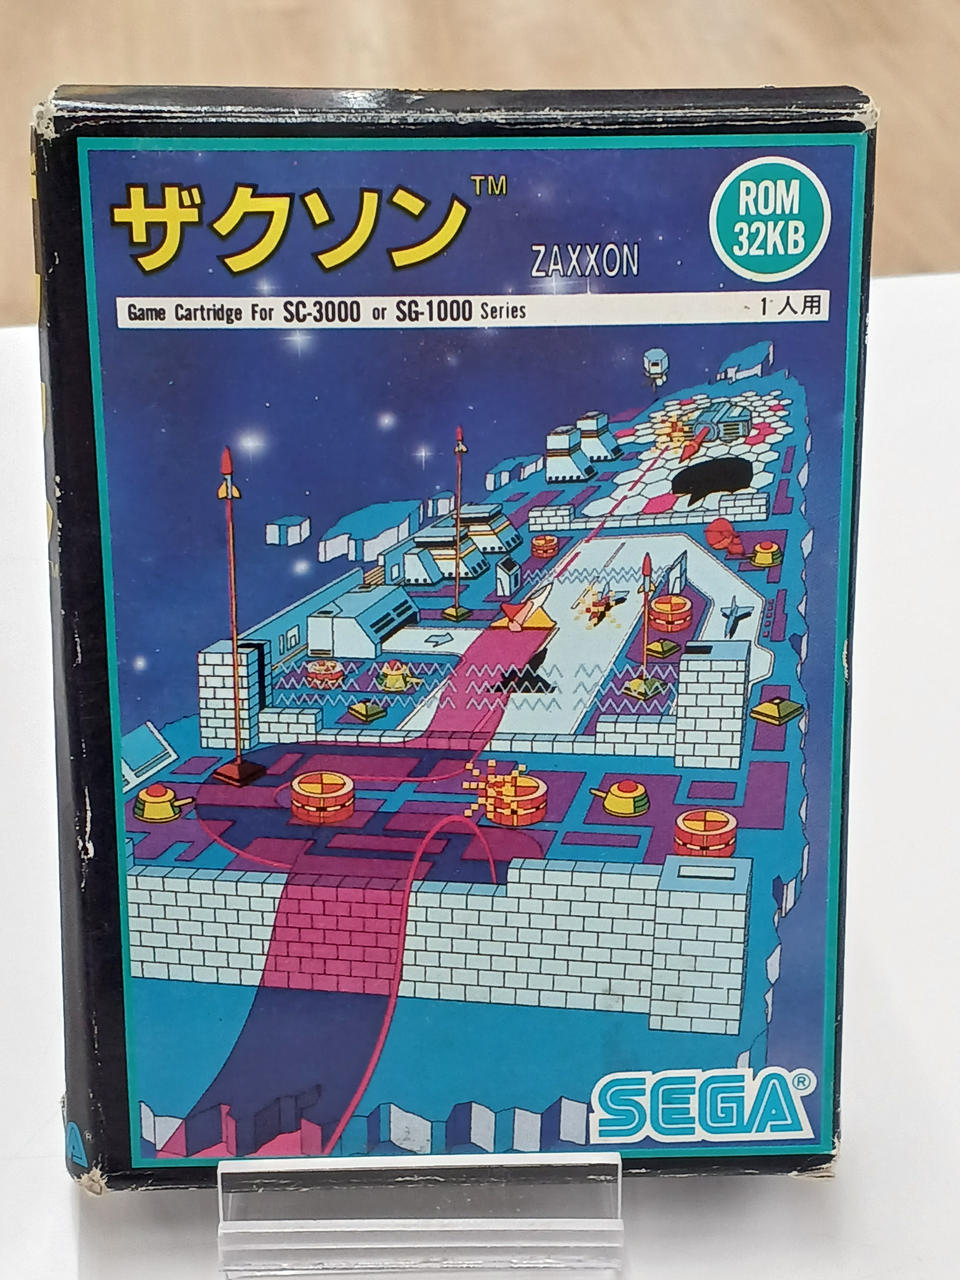 ザクソン™
ZAXXON
ROM
32KB
Game Cartridge For SC-3000 or SG-1000 Series
1人用
SEGA®
A®